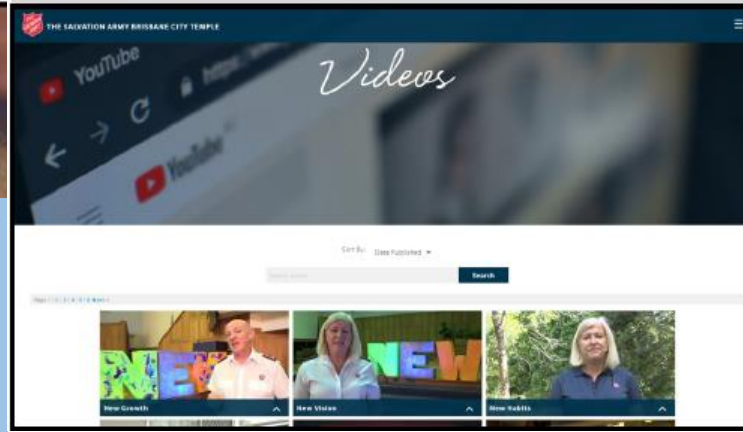 THE SALVATION ARMY BRISBANE CITY TEMPLE
YouTube
https
YouTube
Videos
Sort By: Date Published
Search
NEW
NEW
New Growth
New Vision
New Habits